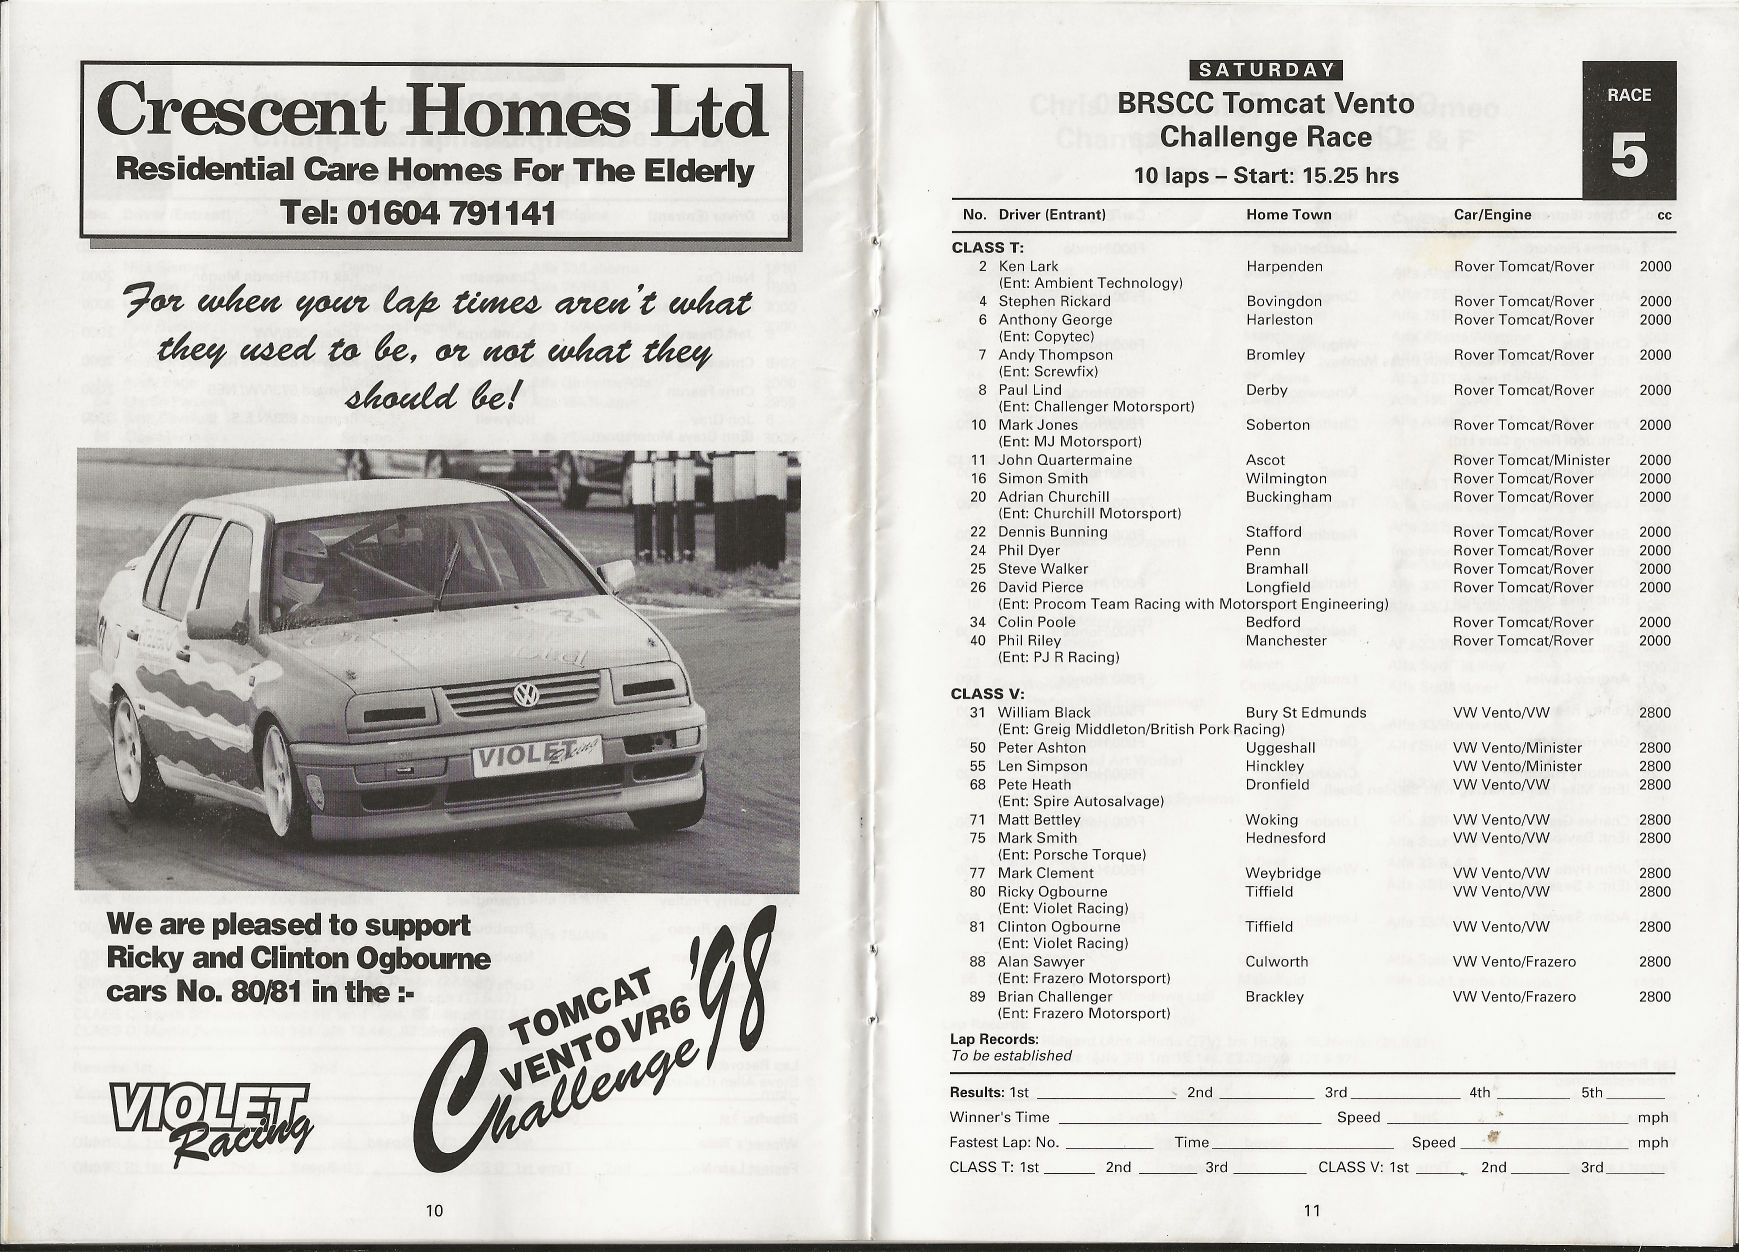 Crescent Homes Ltd
Residential Care Homes For The Elderly
Tel: 01604 791141
For when your lap times aren't what
they used to be, or not what they
should be!
VIOLET Racing
We are pleased to support
Ricky and Clinton Ogbourne
cars No. 80/81 in the :-
TOMCAT
VENTO VR6 '98
Challenge
VIOLET
Racing
10
SATURDAY
BRSCC Tomcat Vento
Challenge Race
10 laps – Start: 15.25 hrs
RACE
5
No. Driver (Entrant) Home Town Car/Engine cc
CLASS T:
2 Ken Lark Harpenden Rover Tomcat/Rover 2000
(Ent: Ambient Technology)
4 Stephen Rickard Bovingdon Rover Tomcat/Rover 2000
6 Anthony George Harleston Rover Tomcat/Rover 2000
(Ent: Copytec)
7 Andy Thompson Bromley Rover Tomcat/Rover 2000
(Ent: Screwfix)
8 Paul Lind Derby Rover Tomcat/Rover 2000
(Ent: Challenger Motorsport)
10 Mark Jones Soberton Rover Tomcat/Rover 2000
(Ent: MJ Motorsport)
11 John Quartermaine Ascot Rover Tomcat/Minister 2000
16 Simon Smith Wilmington Rover Tomcat/Rover 2000
20 Adrian Churchill Buckingham Rover Tomcat/Rover 2000
(Ent: Churchill Motorsport)
22 Dennis Bunning Stafford Rover Tomcat/Rover 2000
24 Phil Dyer Penn Rover Tomcat/Rover 2000
25 Steve Walker Bramhall Rover Tomcat/Rover 2000
26 David Pierce Longfield Rover Tomcat/Rover 2000
(Ent: Procom Team Racing with Motorsport Engineering)
34 Colin Poole Bedford Rover Tomcat/Rover 2000
40 Phil Riley Manchester Rover Tomcat/Rover 2000
(Ent: PJ R Racing)
CLASS V:
31 William Black Bury St Edmunds VW Vento/VW 2800
(Ent: Greig Middleton/British Pork Racing)
50 Peter Ashton Uggeshall VW Vento/Minister 2800
55 Len Simpson Hinckley VW Vento/Minister 2800
68 Pete Heath Dronfield VW Vento/VW 2800
(Ent: Spire Autosalvage)
71 Matt Bettley Woking VW Vento/VW 2800
75 Mark Smith Hednesford VW Vento/VW 2800
(Ent: Porsche Torque)
77 Mark Clement Weybridge VW Vento/VW 2800
80 Ricky Ogbourne Tiffield VW Vento/VW 2800
(Ent: Violet Racing)
81 Clinton Ogbourne Tiffield VW Vento/VW 2800
(Ent: Violet Racing)
88 Alan Sawyer Culworth VW Vento/Frazero 2800
(Ent: Frazero Motorsport)
89 Brian Challenger Brackley VW Vento/Frazero 2800
(Ent: Frazero Motorsport)
Lap Records:
To be established
Results: 1st 2nd 3rd 4th 5th
Winner's Time Speed mph
Fastest Lap: No. Time Speed mph
CLASS T: 1st 2nd 3rd CLASS V: 1st 2nd 3rd
11